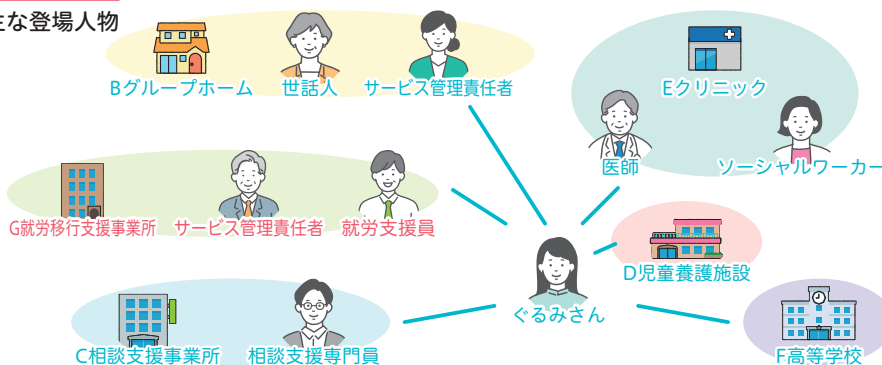 な登場人物
Bグループホーム 世話人 サービス管理責任者
Eクリニック
医師 ソーシャルワーカー
G就労移行支援事業所 サービス管理責任者 就労支援員
D児童養護施設
ぐるみさん
C相談支援事業所 相談支援専門員
F高等学校